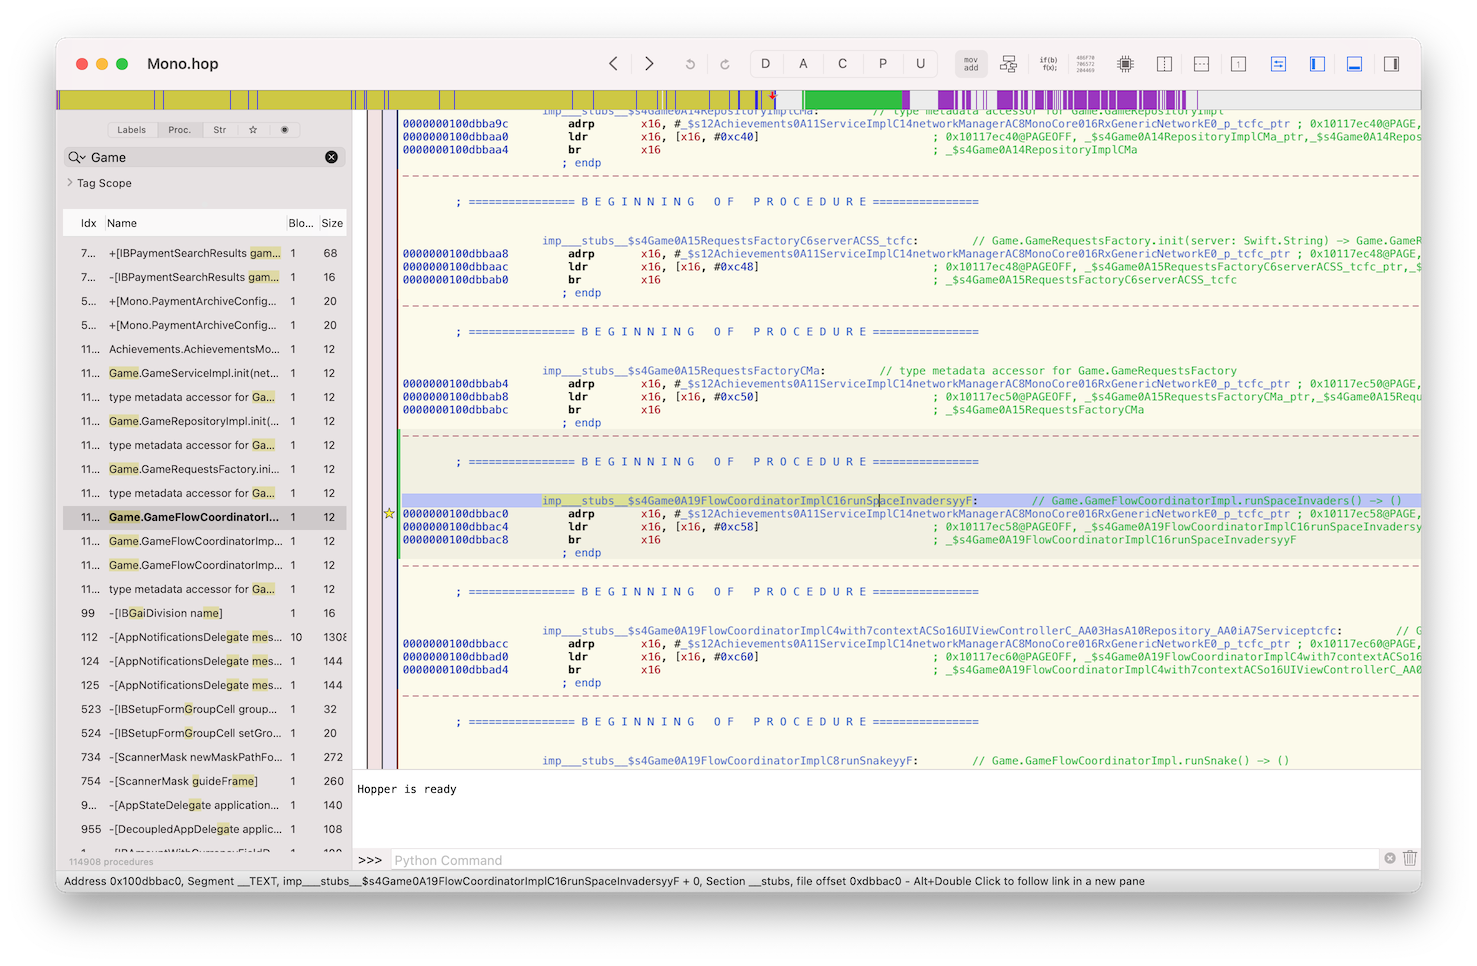 Mono.hop
D A C P U
mov add
if(b) f(x);
Labels Proc. Str
Game
Tag Scope
Idx Name Blo... Size
7... +[IBPaymentSearchResults gam... 1 68
7... -[IBPaymentSearchResults gam... 1 16
5... +[Mono.PaymentArchiveConfig... 1 20
5... +[Mono.PaymentArchiveConfig... 1 20
11... Achievements.AchievementsMo... 1 12
11... Game.GameServiceImpl.init(net... 1 12
11... type metadata accessor for Ga... 1 12
11... Game.GameRepositoryImpl.init(... 1 12
11... type metadata accessor for Ga... 1 12
11... Game.GameRequestsFactory.ini... 1 12
11... type metadata accessor for Ga... 1 12
11... Game.GameFlowCoordinatorI... 1 12
11... Game.GameFlowCoordinatorImp... 1 12
11... Game.GameFlowCoordinatorImp... 1 12
11... type metadata accessor for Ga... 1 12
99 -[IBGaiDivision name] 1 16
112 -[AppNotificationsDelegate mes... 10 1308
124 -[AppNotificationsDelegate mes... 1 144
125 -[AppNotificationsDelegate mes... 1 144
523 -[IBSetupFormGroupCell group... 1 32
524 -[IBSetupFormGroupCell setGro... 1 20
734 -[ScannerMask newMaskPathFo... 1 272
754 -[ScannerMask guideFrame] 1 260
9... -[AppStateDelegate application... 1 140
955 -[DecoupledAppDelegate applic... 1 108
114908 procedures
imp___stubs__$s4Game0A14RepositoryImplCMa: // type metadata accessor for Game.GameRepositoryImpl
0000000100dbba9c adrp x16, #_$s12Achievements0A11ServiceImplC14networkManagerAC8MonoCore016RxGenericNetworkE0_p_tcfc_ptr ; 0x10117ec40@PAGE,
0000000100dbbaa0 ldr x16, [x16, #0xc40] ; 0x10117ec40@PAGEOFF, _$s4Game0A14RepositoryImplCMa_ptr,_$s4Game0A14Repos
0000000100dbbaa4 br x16 ; _$s4Game0A14RepositoryImplCMa
; endp
; ================ B E G I N N I N G   O F   P R O C E D U R E ================
imp___stubs__$s4Game0A15RequestsFactoryC6serverACSS_tcfc: // Game.GameRequestsFactory.init(server: Swift.String) -> Game.GameR
0000000100dbbaa8 adrp x16, #_$s12Achievements0A11ServiceImplC14networkManagerAC8MonoCore016RxGenericNetworkE0_p_tcfc_ptr ; 0x10117ec48@PAGE,
0000000100dbbaac ldr x16, [x16, #0xc48] ; 0x10117ec48@PAGEOFF, _$s4Game0A15RequestsFactoryC6serverACSS_tcfc_ptr,_$s
0000000100dbbab0 br x16 ; _$s4Game0A15RequestsFactoryC6serverACSS_tcfc
; endp
; ================ B E G I N N I N G   O F   P R O C E D U R E ================
imp___stubs__$s4Game0A15RequestsFactoryCMa: // type metadata accessor for Game.GameRequestsFactory
0000000100dbbab4 adrp x16, #_$s12Achievements0A11ServiceImplC14networkManagerAC8MonoCore016RxGenericNetworkE0_p_tcfc_ptr ; 0x10117ec50@PAGE,
0000000100dbbab8 ldr x16, [x16, #0xc50] ; 0x10117ec50@PAGEOFF, _$s4Game0A15RequestsFactoryCMa_ptr,_$s4Game0A15Requ
0000000100dbbabc br x16 ; _$s4Game0A15RequestsFactoryCMa
; endp
; ================ B E G I N N I N G   O F   P R O C E D U R E ================
imp___stubs__$s4Game0A19FlowCoordinatorImplC16runSpaceInvadersyyF: // Game.GameFlowCoordinatorImpl.runSpaceInvaders() -> ()
0000000100dbbac0 adrp x16, #_$s12Achievements0A11ServiceImplC14networkManagerAC8MonoCore016RxGenericNetworkE0_p_tcfc_ptr ; 0x10117ec58@PAGE,
0000000100dbbac4 ldr x16, [x16, #0xc58] ; 0x10117ec58@PAGEOFF, _$s4Game0A19FlowCoordinatorImplC16runSpaceInvadersy
0000000100dbbac8 br x16 ; _$s4Game0A19FlowCoordinatorImplC16runSpaceInvadersyyF
; endp
; ================ B E G I N N I N G   O F   P R O C E D U R E ================
imp___stubs__$s4Game0A19FlowCoordinatorImplC4with7contextACSo16UIViewControllerC_AA03HasA10Repository_AA0iA7Serviceptcfc: // G
0000000100dbbacc adrp x16, #_$s12Achievements0A11ServiceImplC14networkManagerAC8MonoCore016RxGenericNetworkE0_p_tcfc_ptr ; 0x10117ec60@PAGE,
0000000100dbbad0 ldr x16, [x16, #0xc60] ; 0x10117ec60@PAGEOFF, _$s4Game0A19FlowCoordinatorImplC4with7contextACSo16
0000000100dbbad4 br x16 ; _$s4Game0A19FlowCoordinatorImplC4with7contextACSo16UIViewControllerC_AA0
; endp
; ================ B E G I N N I N G   O F   P R O C E D U R E ================
imp___stubs__$s4Game0A19FlowCoordinatorImplC8runSnakeyyF: // Game.GameFlowCoordinatorImpl.runSnake() -> ()
Hopper is ready
>>> Python Command
Address 0x100dbbac0, Segment __TEXT, imp___stubs__$s4Game0A19FlowCoordinatorImplC16runSpaceInvadersyyF + 0, Section __stubs, file offset 0xdbbac0 - Alt+Double Click to follow link in a new pane